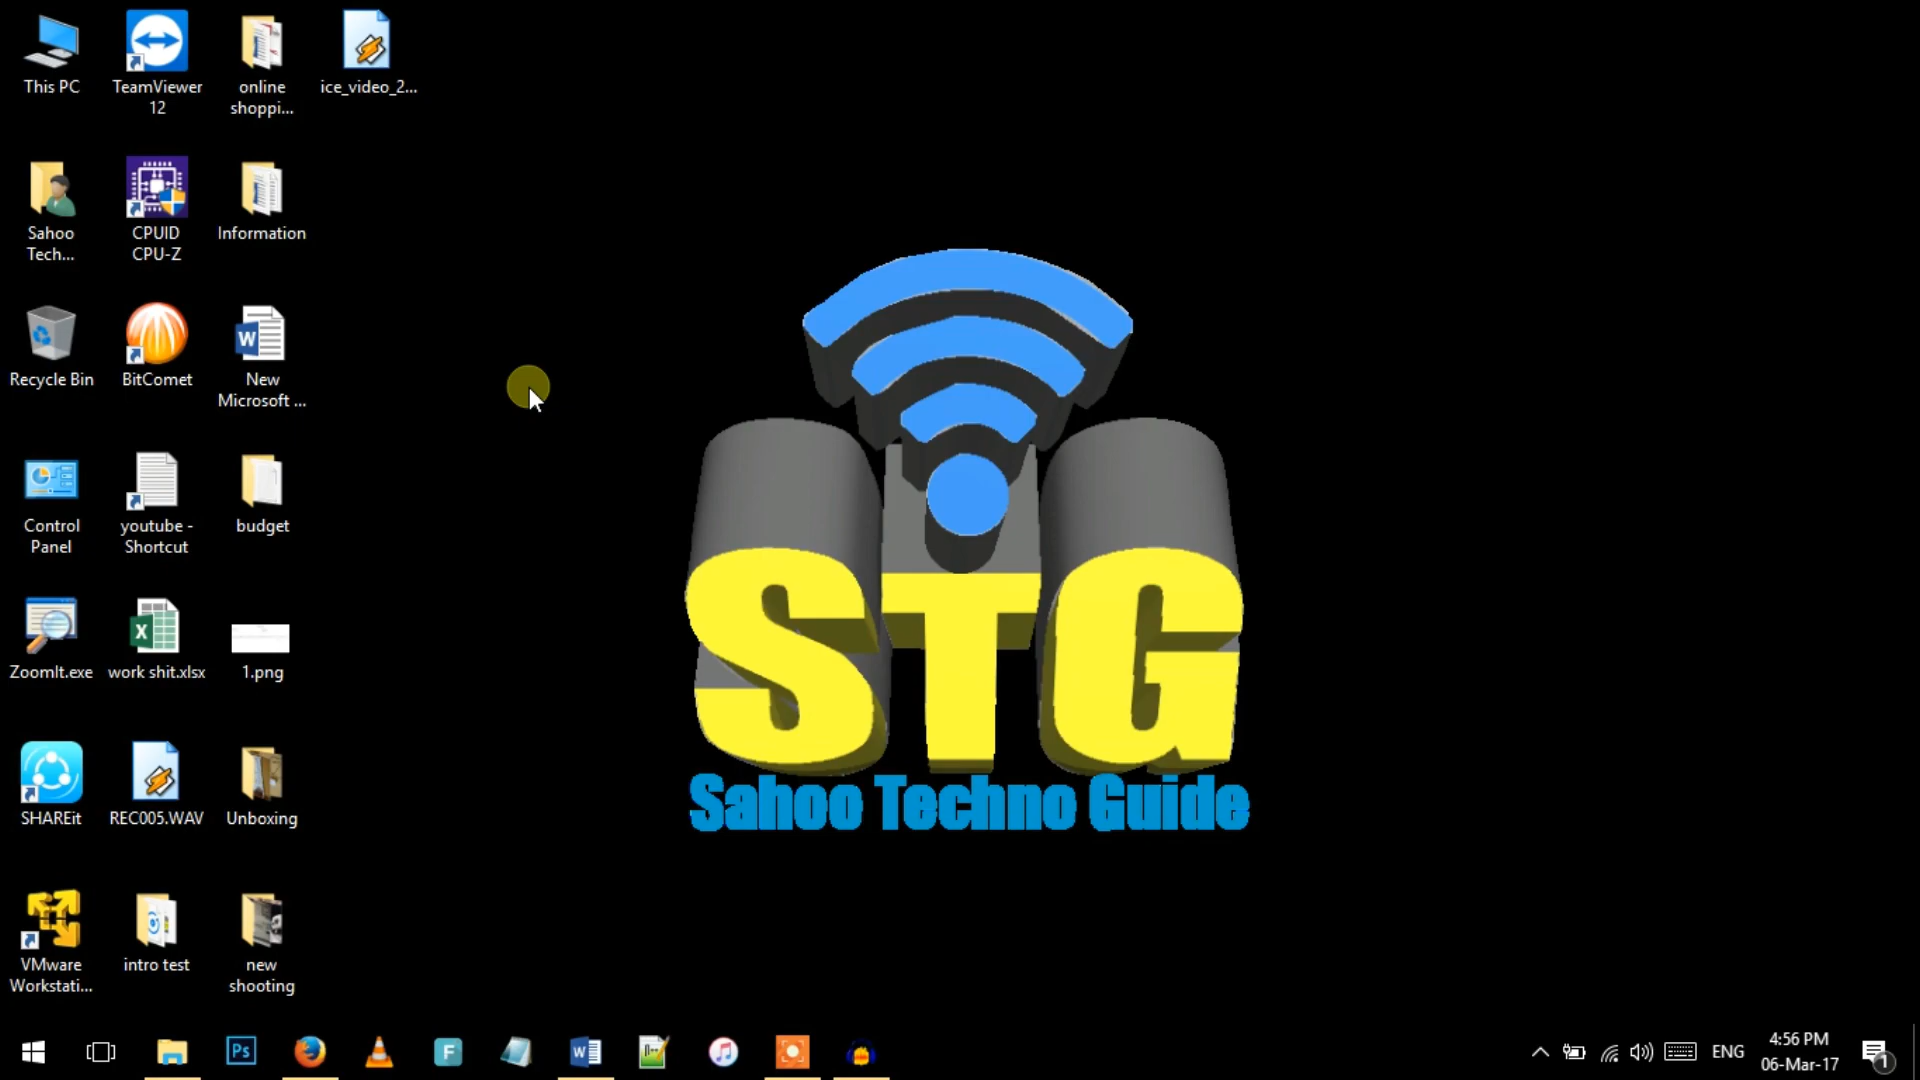 This PC
TeamViewer
12
online
shoppi...
ice_video_2...
Sahoo
Tech...
CPUID
CPU-Z
Information
Recycle Bin
BitComet
New
Microsoft ...
Control
Panel
youtube -
Shortcut
budget
ZoomIt.exe
work shit.xlsx
1.png
SHAREit
REC005.WAV
Unboxing
VMware
Workstati...
intro test
new
shooting
STG
Sahoo Techno Guide
Ps
F
W
ENG
4:56 PM
06-Mar-17
1